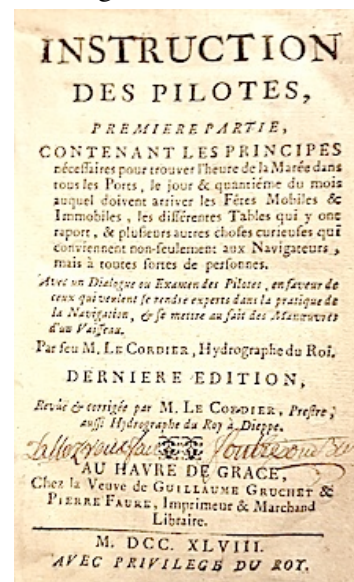 INSTRUCTION
DES PILOTES,
PREMIERE PARTIE,
CONTENANT LES PRINCIPES
néceſſaires pour trouver l'heure de la Marée dans
tous les Ports, le jour & quantiéme du mois
auquel doivent arriver les Fêtes Mobiles &
Immobiles, les différentes Tables qui y ont
raport, & pluſieurs autres choſes curieuſes qui
conviennent non-ſeulement aux Navigateurs,
mais à toutes ſortes de perſonnes.
Avec un Dialogue ou Examen des Pilotes, en faveur de
ceux qui veulent ſe rendre experts dans la pratique de
la Navigation, & ſe mettre au fait des Manœuvres
d'un Vaiſſeau.
Par feu M. LE CORDIER, Hydrographe du Roi.
DERNIERE EDITION,
Revûë & corrigée par M. LE CORDIER, Preſtre,
auſſi Hydrographe du Roy à Dieppe.
AU HAVRE DE GRACE,
Chez la Veuve de GUILLAUME GRUCHET &
PIERRE FAURE, Imprimeur & Marchand
Libraire.
M. DCC. XLVIII.
AVEC PRIVILEGE DU ROY.